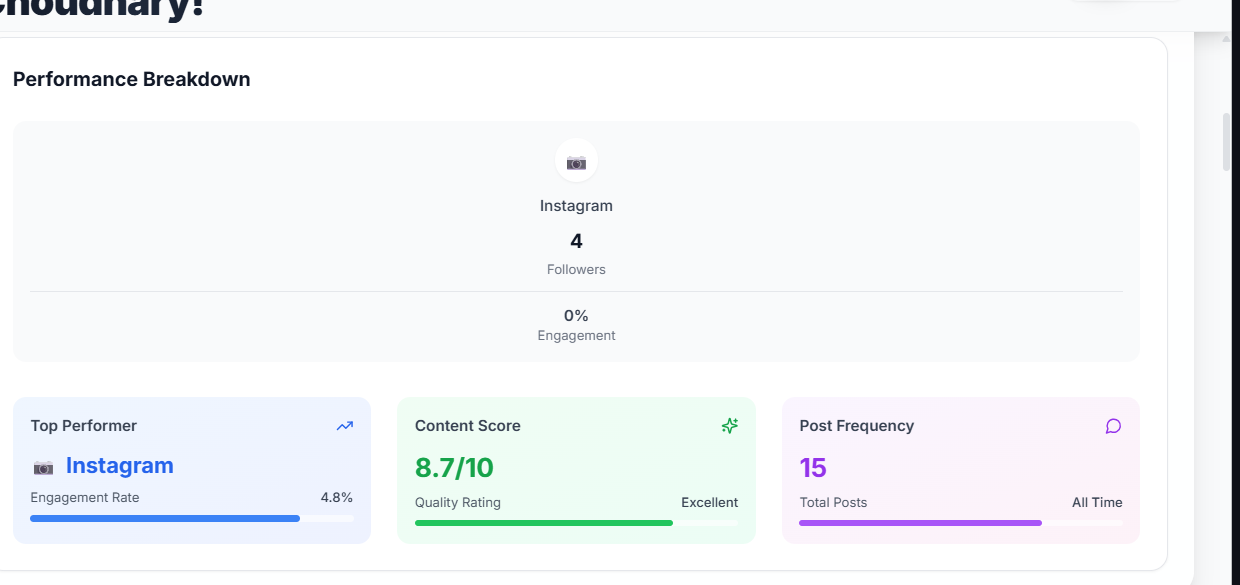 Choudhary!
Performance Breakdown
Instagram
4
Followers
0%
Engagement
Top Performer
Instagram
Engagement Rate 4.8%
Content Score
8.7/10
Quality Rating Excellent
Post Frequency
15
Total Posts All Time